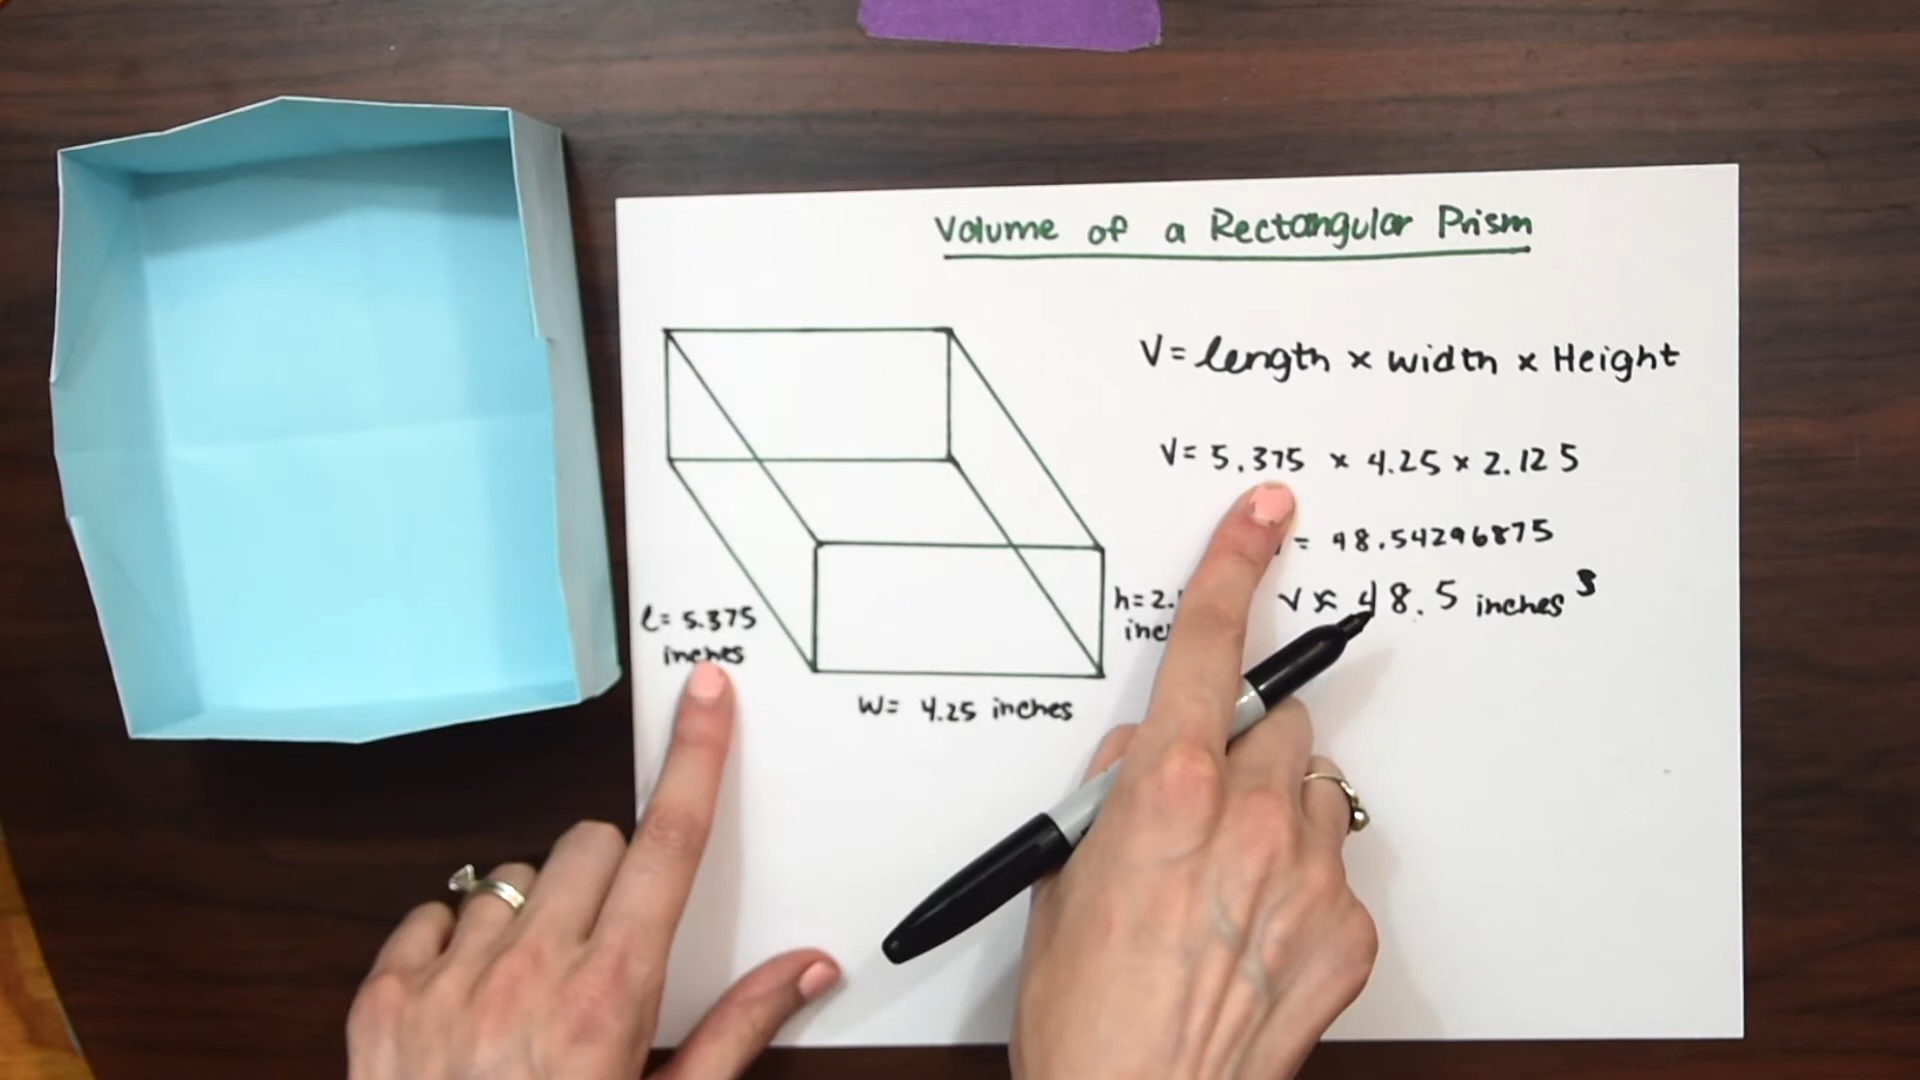 Volume of a Rectangular Prism
V= length x width x Height
V= 5.375 x 4.25 x 2.125
= 48.54296875
V ≈ 48.5 inches³
l= 5.375
inches
h= 2.
W= 4.25 inches